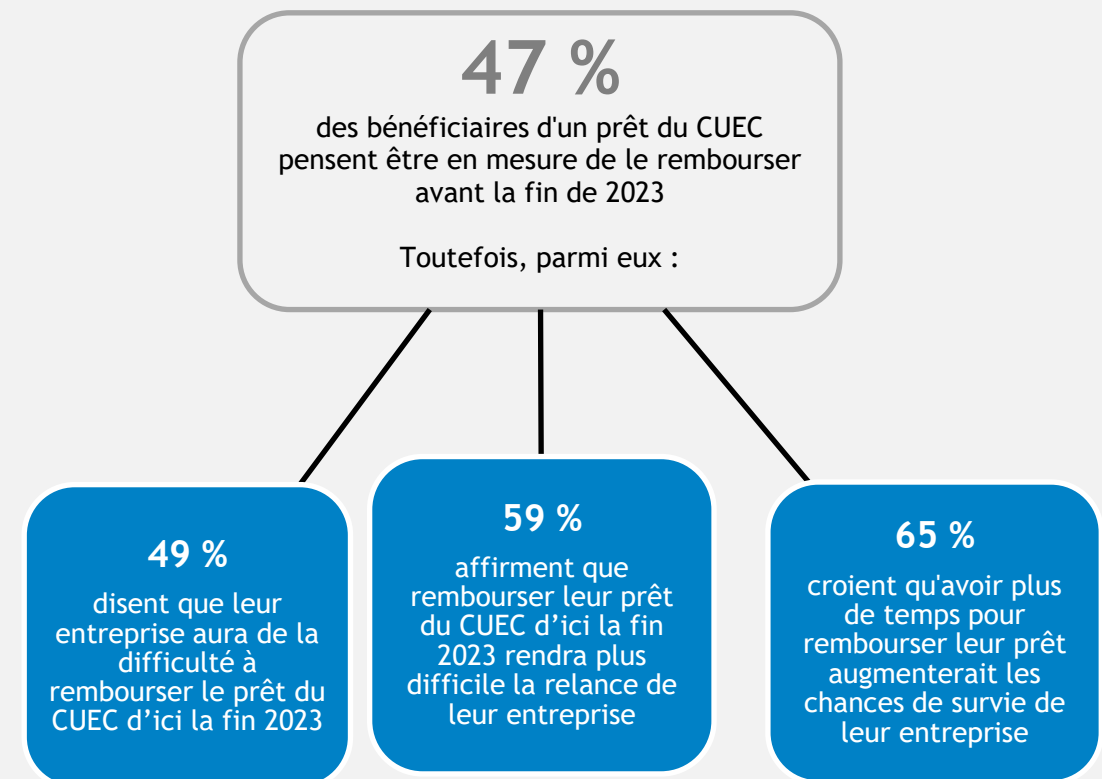 47 %
des bénéficiaires d'un prêt du CUEC
pensent être en mesure de le rembourser
avant la fin de 2023
Toutefois, parmi eux :
49 %
disent que leur
entreprise aura de la
difficulté à
rembourser le prêt du
CUEC d’ici la fin 2023
59 %
affirment que
rembourser leur prêt
du CUEC d’ici la fin
2023 rendra plus
difficile la relance de
leur entreprise
65 %
croient qu'avoir plus
de temps pour
rembourser leur prêt
augmenterait les
chances de survie de
leur entreprise